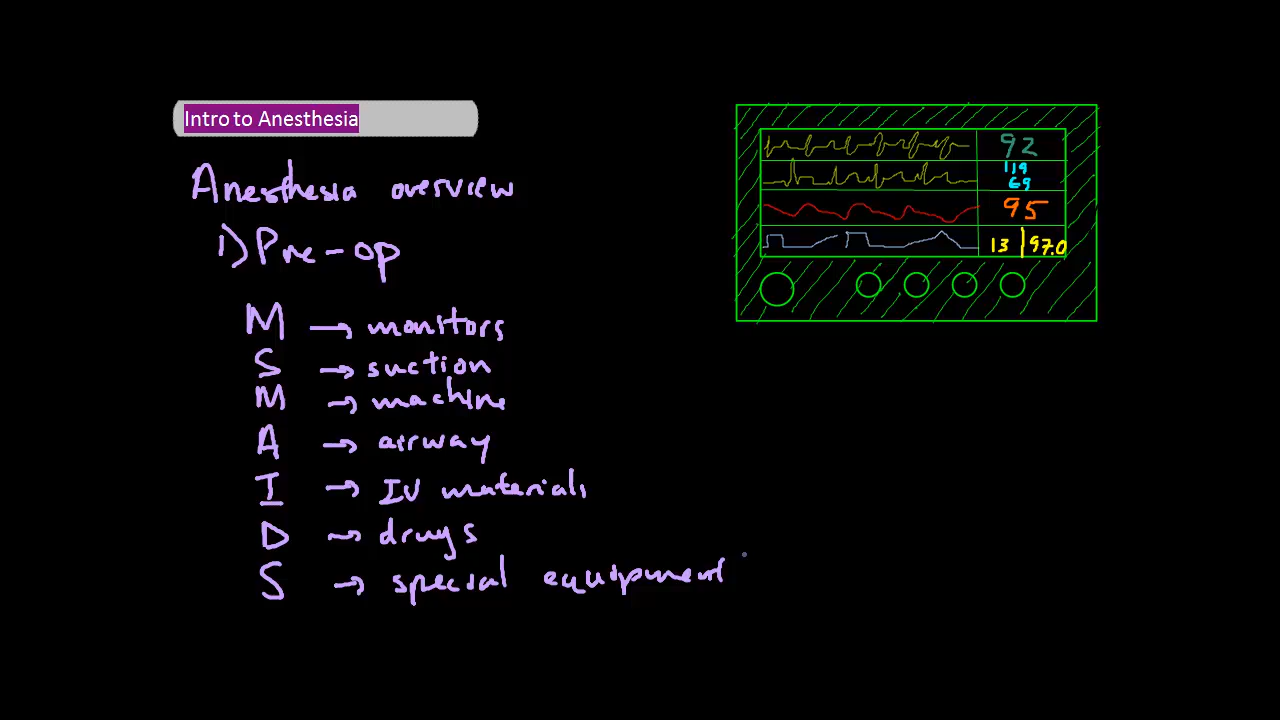 Intro to Anesthesia
Anesthesia overview
1) Pre-op
M → monitors
S → suction
M → machine
A → airway
I → IV materials
D → drugs
S → special equipment
92
119
69
95
13 | 97.0